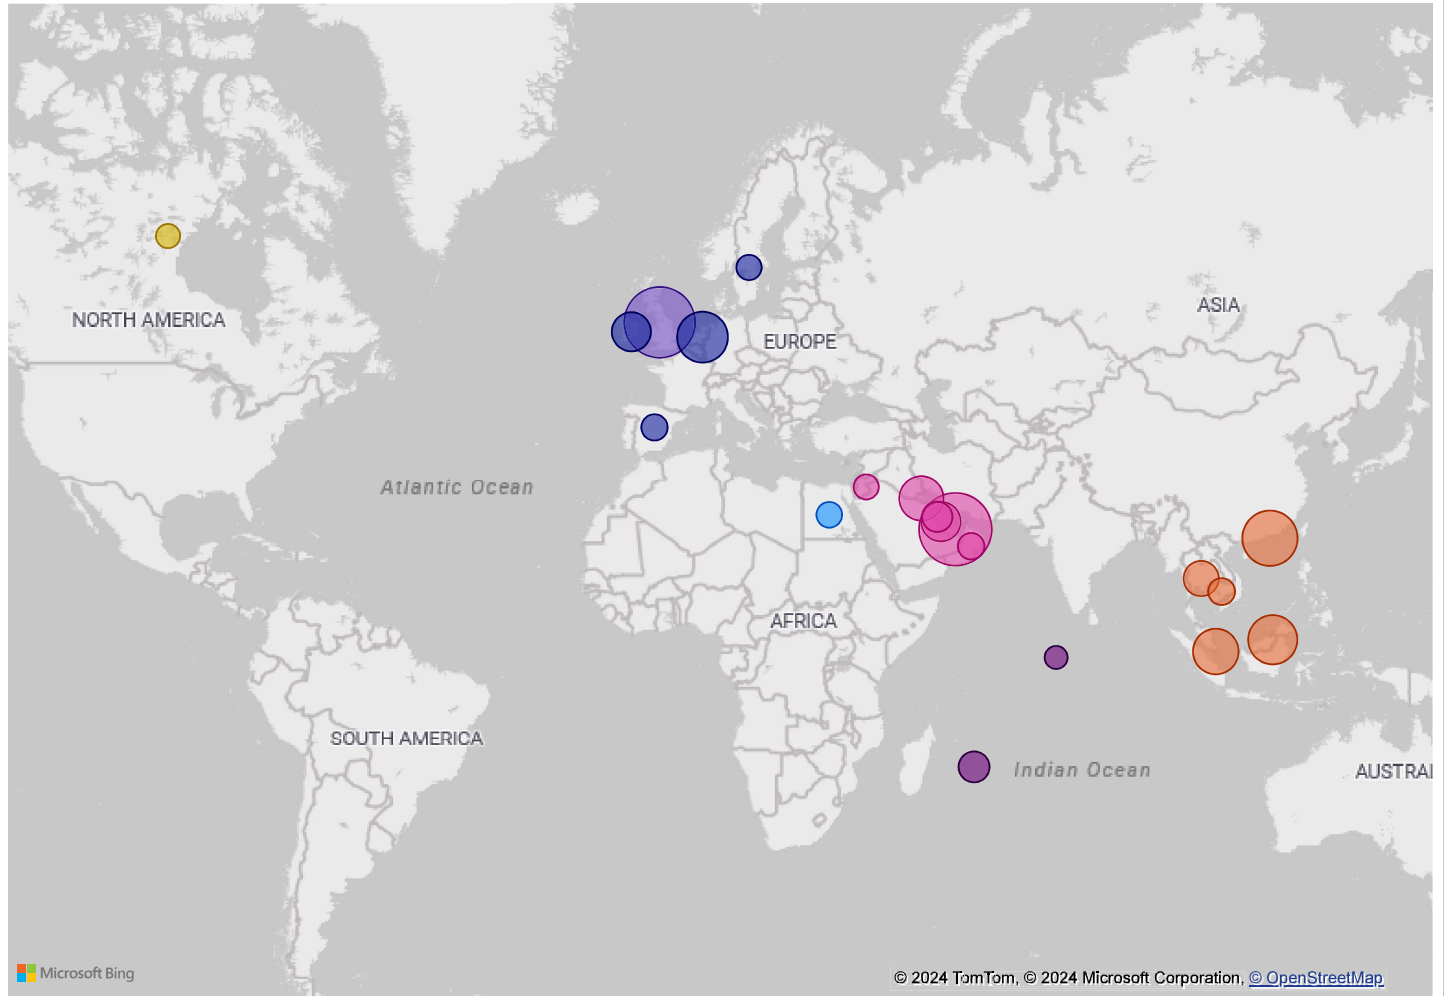 ASIA
NORTH AMERICA
EUROPE
Atlantic Ocean
AFRICA
SOUTH AMERICA
Indian Ocean
AUSTRAL
Microsoft Bing
© 2024 TomTom, © 2024 Microsoft Corporation, © OpenStreetMap